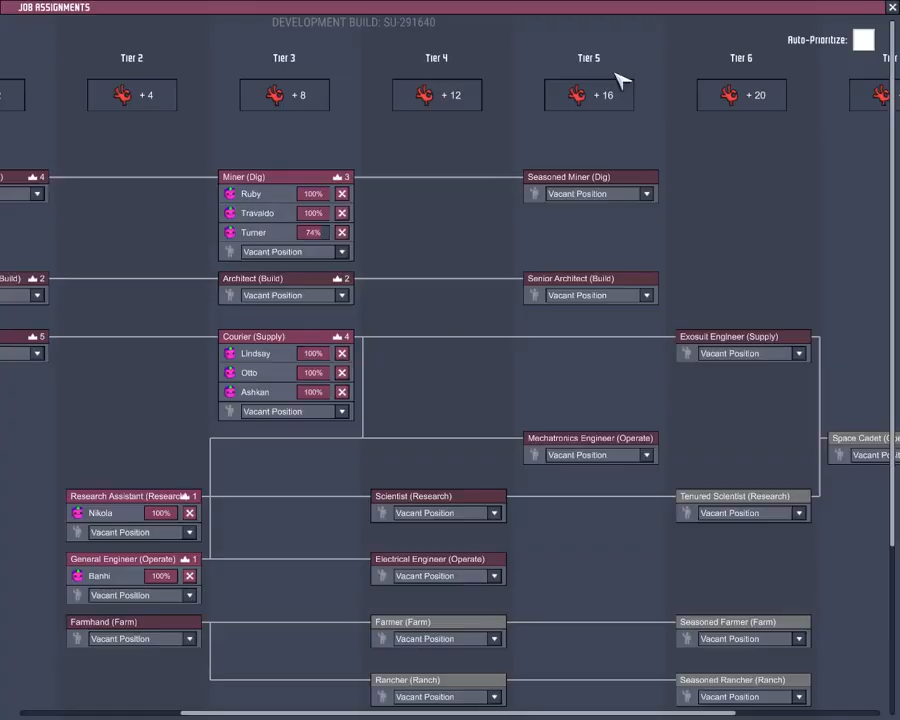 JOB ASSIGNMENTS
DEVELOPMENT BUILD: SU-291640
Auto-Prioritize:
Tier 2 Tier 3 Tier 4 Tier 5 Tier 6
+ 4 + 8 + 12 + 16 + 20
4 Miner (Dig) 3 Seasoned Miner (Dig)
Ruby 100% Vacant Position
Travaldo 100%
Turner 74%
Vacant Position
2 Architect (Build) 2 Senior Architect (Build)
Vacant Position Vacant Position
5 Courier (Supply) 4 Exosuit Engineer (Supply)
Lindsay 100% Vacant Position
Otto 100%
Ashkan 100%
Vacant Position
Mechatronics Engineer (Operate) Space Cadet
Vacant Position
Research Assistant 1 Scientist (Research) Tenured Scientist (Research)
Nikola 100% Vacant Position Vacant Position
Vacant Position
General Engineer (Operate) 1 Electrical Engineer (Operate)
Banhi 100% Vacant Position
Vacant Position
Farmhand (Farm) Farmer (Farm) Seasoned Farmer (Farm)
Vacant Position Vacant Position Vacant Position
Rancher (Ranch) Seasoned Rancher (Ranch)
Vacant Position Vacant Position